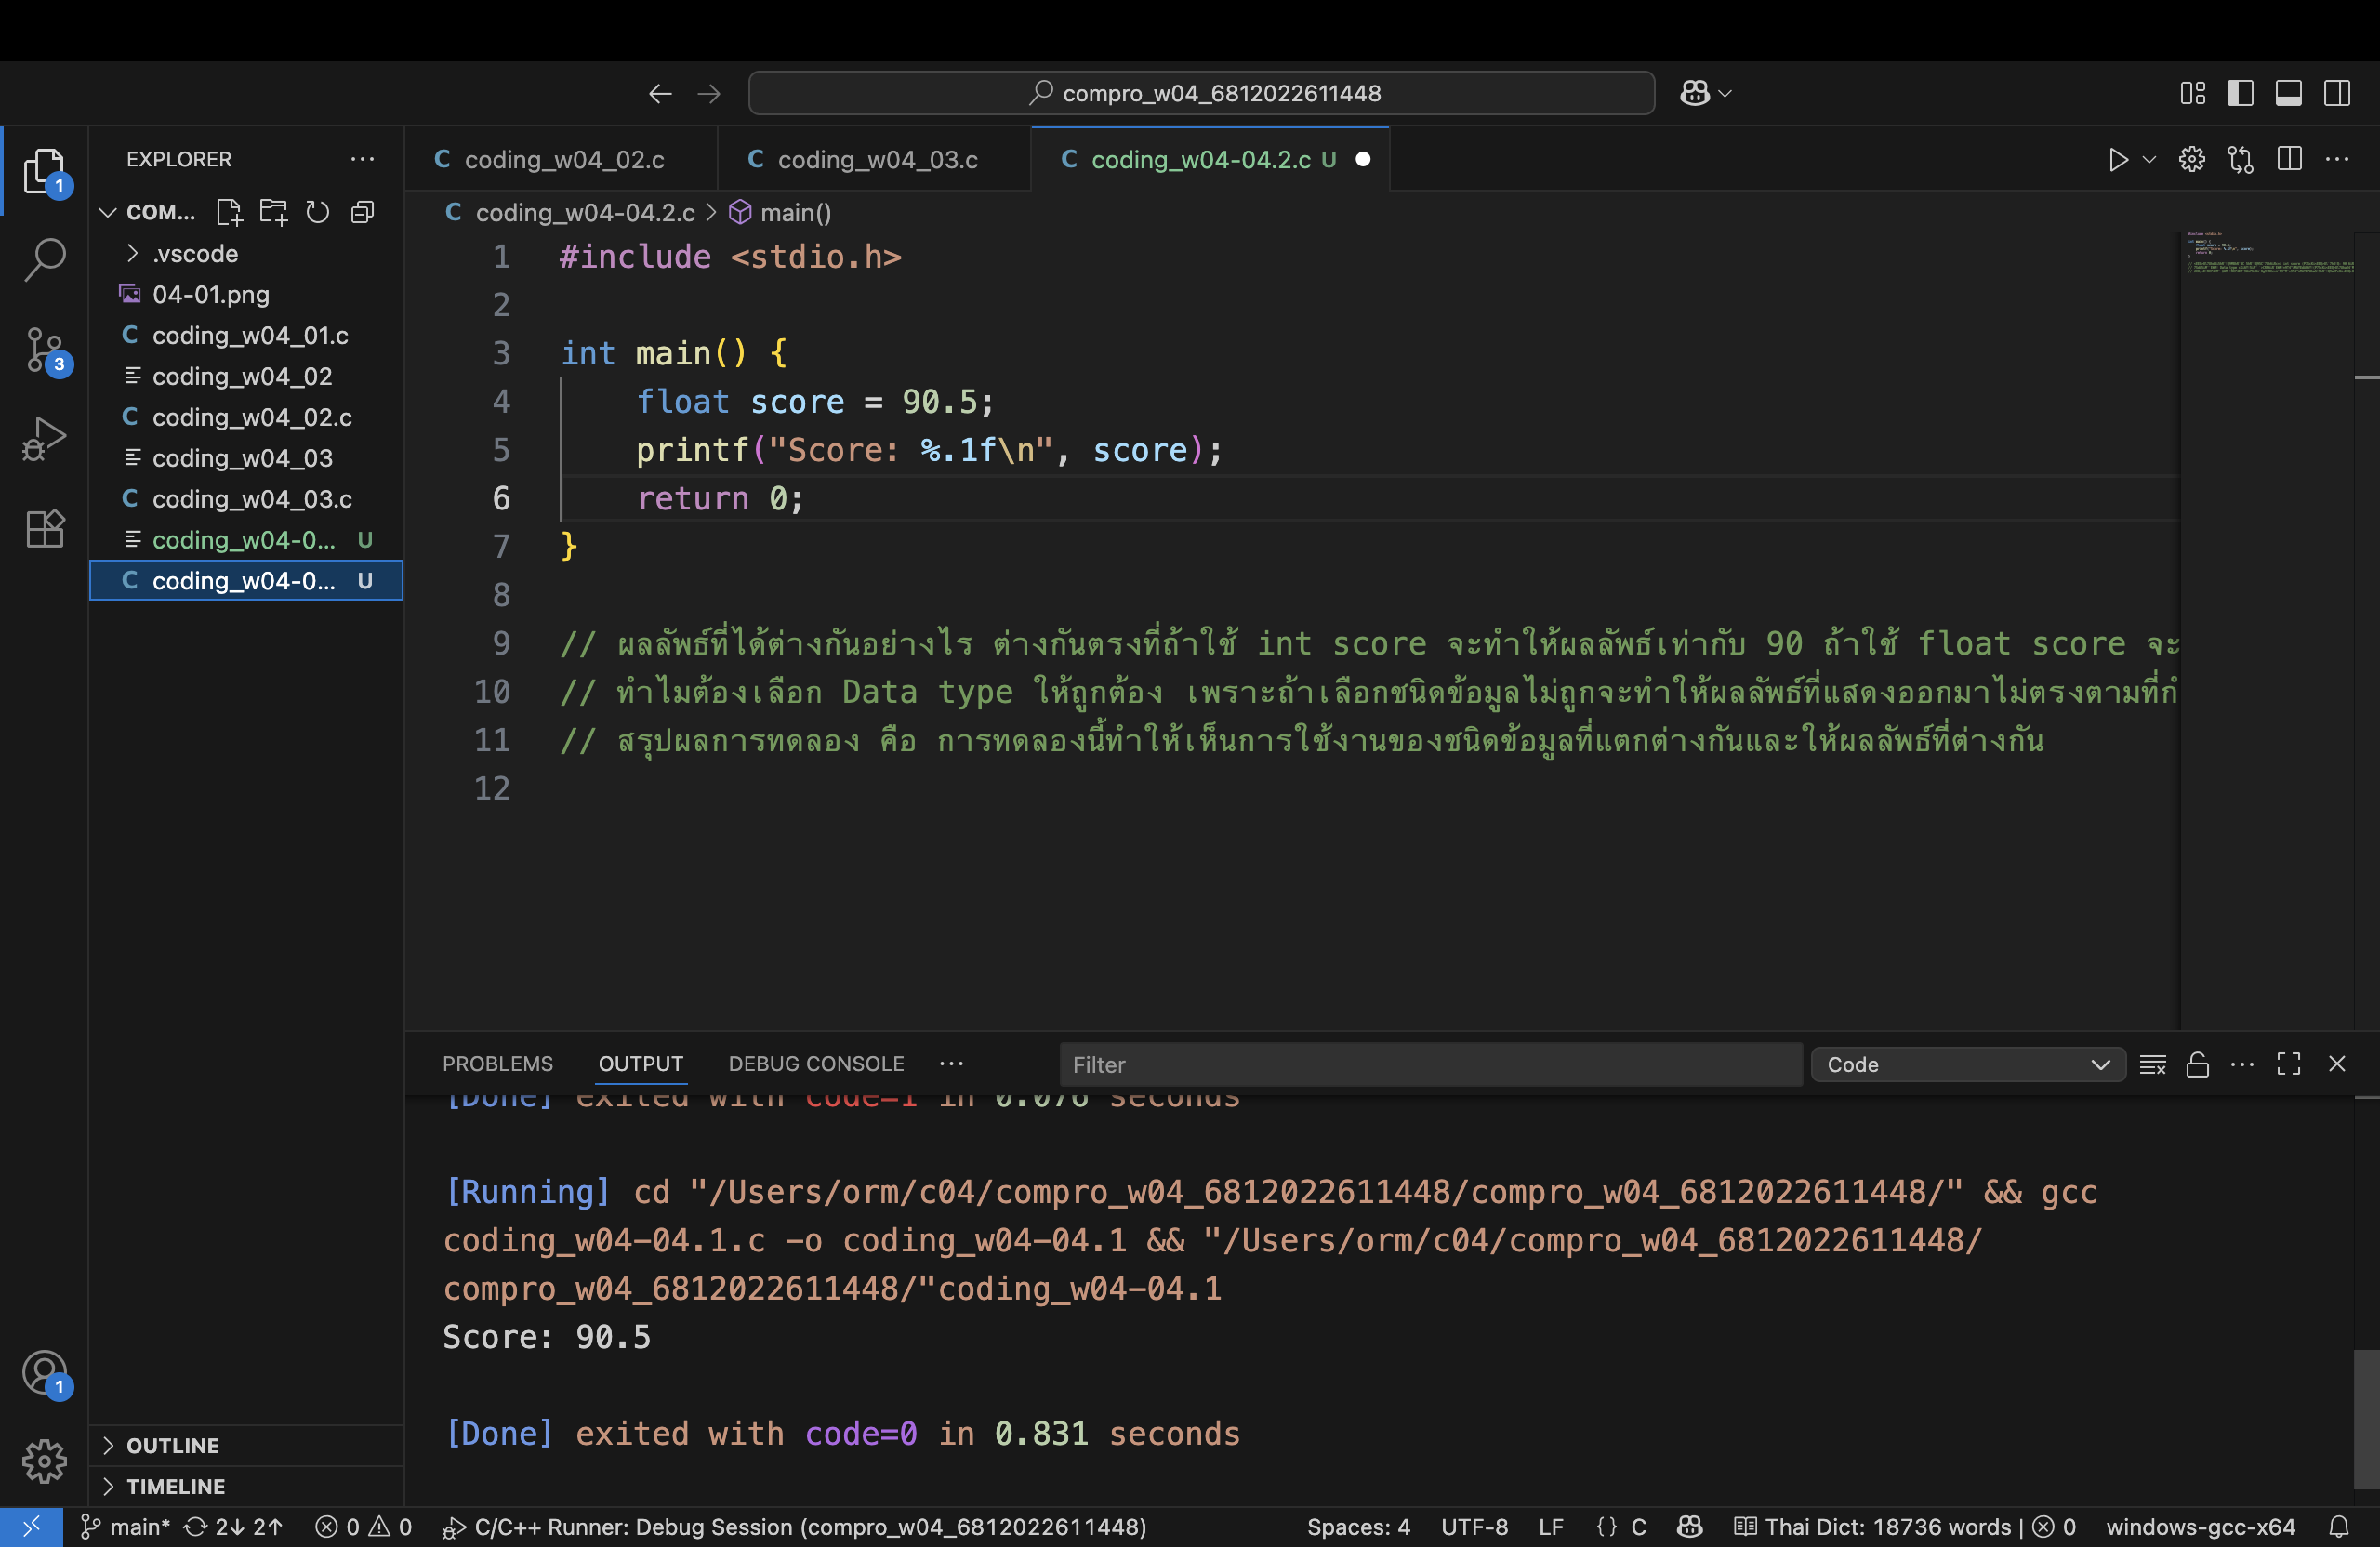 compro_w04_6812022611448
EXPLORER
COM...
.vscode
04-01.png
coding_w04_01.c
coding_w04_02
coding_w04_02.c
coding_w04_03
coding_w04_03.c
coding_w04-0... U
coding_w04-0... U
OUTLINE
TIMELINE
coding_w04_02.c
coding_w04_03.c
coding_w04-04.2.c U
coding_w04-04.2.c > main()
1 #include <stdio.h>
2
3 int main() {
4 float score = 90.5;
5 printf("Score: %.1f\n", score);
6 return 0;
7 }
8
9 // ผลลัพธ์ที่ได้ต่างกันอย่างไร ต่างกันตรงที่ถ้าใช้ int score จะทำให้ผลลัพธ์เท่ากับ 90 ถ้าใช้ float score จะ
10 // ทำไมต้องเลือก Data type ให้ถูกต้อง เพราะถ้าเลือกชนิดข้อมูลไม่ถูกจะทำให้ผลลัพธ์ที่แสดงออกมาไม่ตรงตามที่กำ
11 // สรุปผลการทดลอง คือ การทดลองนี้ทำให้เห็นการใช้งานของชนิดข้อมูลที่แตกต่างกันและให้ผลลัพธ์ที่ต่างกัน
12
PROBLEMS OUTPUT DEBUG CONSOLE ... Filter Code
[Done] exited with code=1 in 0.076 seconds
[Running] cd "/Users/orm/c04/compro_w04_6812022611448/compro_w04_6812022611448/" && gcc
coding_w04-04.1.c -o coding_w04-04.1 && "/Users/orm/c04/compro_w04_6812022611448/
compro_w04_6812022611448/"coding_w04-04.1
Score: 90.5
[Done] exited with code=0 in 0.831 seconds
main* 2↓ 2↑ 0 0 C/C++ Runner: Debug Session (compro_w04_6812022611448) Spaces: 4 UTF-8 LF {} C Thai Dict: 18736 words | 0 windows-gcc-x64